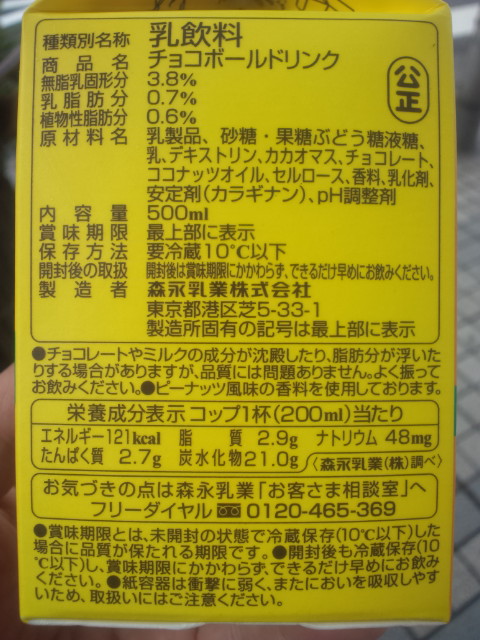 種類別名称 乳飲料
商品名 チョコボールドリンク
無脂乳固形分 3.8%
乳脂肪分 0.7%
植物性脂肪分 0.6%
公正
原材料名 乳製品、砂糖・果糖ぶどう糖液糖、
乳、デキストリン、カカオマス、チョコレート、
ココナッツオイル、セルロース、香料、乳化剤、
安定剤(カラギナン)、pH調整剤
内容量 500ml
賞味期限 最上部に表示
保存方法 要冷蔵10℃以下
開封後の取扱 開封後は賞味期限にかかわらず、できるだけ早めにお飲みください。
製造者 森永乳業株式会社
東京都港区芝5-33-1
製造所固有の記号は最上部に表示
●チョコレートやミルクの成分が沈殿したり、脂肪分が浮いた
りする場合がありますが、品質には問題ありません。よく振って
お飲みください。●ピーナッツ風味の香料を使用しております。
栄養成分表示 コップ1杯(200ml)当たり
エネルギー 121kcal 脂質 2.9g ナトリウム 48mg
たんぱく質 2.7g 炭水化物 21.0g 〈森永乳業(株)調べ〉
お気づきの点は森永乳業「お客さま相談室」へ
フリーダイヤル 0120-465-369
●賞味期限とは、未開封の状態で冷蔵保存(10℃以下)した
場合に品質が保たれる期限です。●開封後も冷蔵保存(10
℃以下)し、賞味期限にかかわらず、できるだけ早めにお飲み
ください。●紙容器は衝撃に弱く、またにおいを吸収しやす
いため、取扱いにはご注意ください。